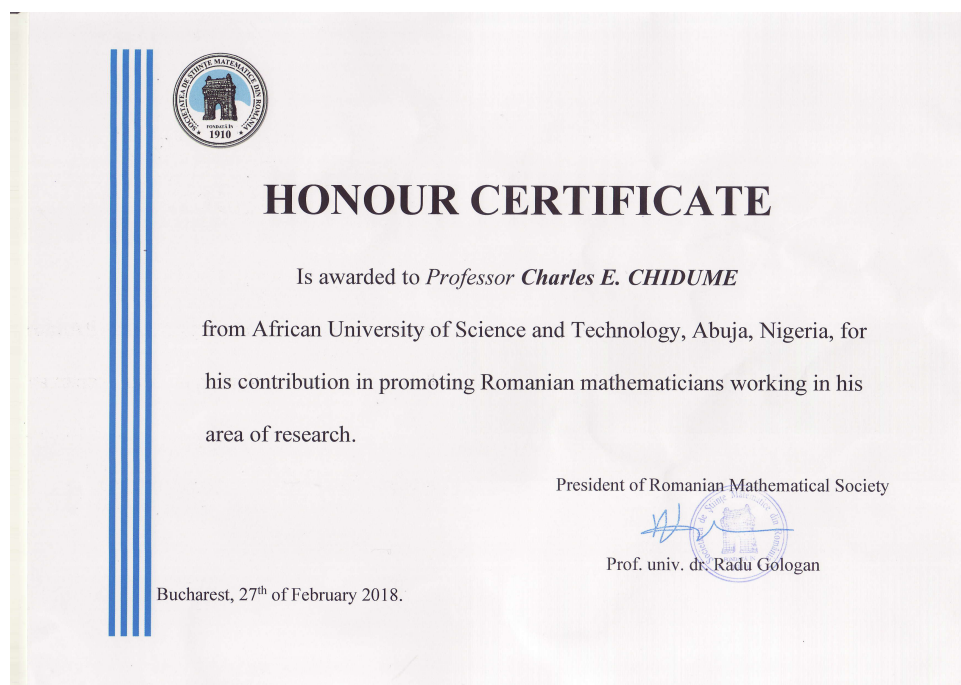 SOCIETATEA DE ȘTIINȚE MATEMATICE DIN ROMANIA
FONDATĂ ÎN
1910
HONOUR CERTIFICATE
Is awarded to Professor Charles E. CHIDUME
from African University of Science and Technology, Abuja, Nigeria, for
his contribution in promoting Romanian mathematicians working in his
area of research.
President of Romanian Mathematical Society
Prof. univ. dr. Radu Gologan
Bucharest, 27th of February 2018.